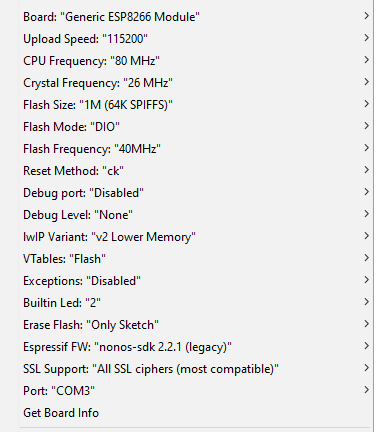 Board: "Generic ESP8266 Module"
Upload Speed: "115200"
CPU Frequency: "80 MHz"
Crystal Frequency: "26 MHz"
Flash Size: "1M (64K SPIFFS)"
Flash Mode: "DIO"
Flash Frequency: "40MHz"
Reset Method: "ck"
Debug port: "Disabled"
Debug Level: "None"
lwIP Variant: "v2 Lower Memory"
VTables: "Flash"
Exceptions: "Disabled"
Builtin Led: "2"
Erase Flash: "Only Sketch"
Espressif FW: "nonos-sdk 2.2.1 (legacy)"
SSL Support: "All SSL ciphers (most compatible)"
Port: "COM3"
Get Board Info